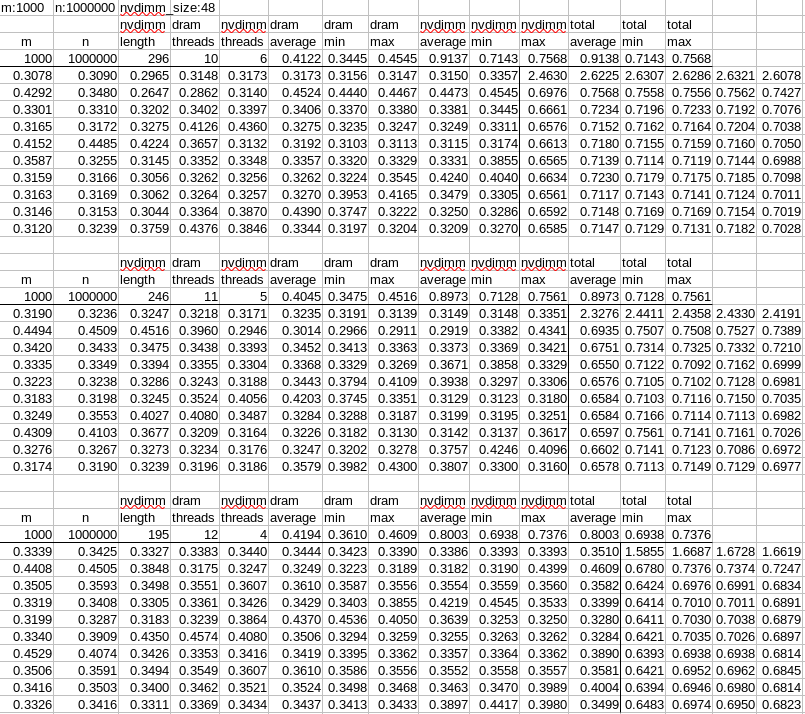 m:1000 n:1000000 nvdimm size:48
nvdimm dram nvdimm dram dram dram nvdimm nvdimm nvdimm total total total
m n length threads threads average min max average min max average min max
1000 1000000 296 10 6 0.4122 0.3445 0.4545 0.9137 0.7143 0.7568 0.9138 0.7143 0.7568
0.3078 0.3090 0.2965 0.3148 0.3173 0.3173 0.3156 0.3147 0.3150 0.3357 2.4630 2.6225 2.6307 2.6286 2.6321 2.6078
0.4292 0.3480 0.2647 0.2862 0.3140 0.4524 0.4440 0.4467 0.4473 0.4545 0.6976 0.7568 0.7558 0.7556 0.7562 0.7427
0.3301 0.3310 0.3202 0.3402 0.3397 0.3406 0.3370 0.3380 0.3381 0.3445 0.6661 0.7234 0.7196 0.7233 0.7192 0.7076
0.3165 0.3172 0.3275 0.4126 0.4360 0.3275 0.3235 0.3247 0.3249 0.3311 0.6576 0.7152 0.7162 0.7164 0.7204 0.7038
0.4152 0.4485 0.4224 0.3657 0.3132 0.3192 0.3103 0.3113 0.3115 0.3174 0.6613 0.7180 0.7155 0.7159 0.7160 0.7050
0.3587 0.3255 0.3145 0.3352 0.3348 0.3357 0.3320 0.3329 0.3331 0.3855 0.6565 0.7139 0.7114 0.7119 0.7144 0.6988
0.3159 0.3166 0.3056 0.3262 0.3256 0.3262 0.3224 0.3545 0.4240 0.4040 0.6634 0.7230 0.7179 0.7175 0.7185 0.7098
0.3163 0.3169 0.3062 0.3264 0.3257 0.3270 0.3953 0.4165 0.3479 0.3305 0.6561 0.7117 0.7143 0.7141 0.7124 0.7011
0.3146 0.3153 0.3044 0.3364 0.3870 0.4390 0.3747 0.3222 0.3250 0.3286 0.6592 0.7148 0.7169 0.7169 0.7154 0.7019
0.3120 0.3239 0.3759 0.4376 0.3846 0.3344 0.3197 0.3204 0.3209 0.3270 0.6585 0.7147 0.7129 0.7131 0.7182 0.7028
nvdimm dram nvdimm dram dram dram nvdimm nvdimm nvdimm total total total
m n length threads threads average min max average min max average min max
1000 1000000 246 11 5 0.4045 0.3475 0.4516 0.8973 0.7128 0.7561 0.8973 0.7128 0.7561
0.3190 0.3236 0.3247 0.3218 0.3171 0.3235 0.3191 0.3139 0.3149 0.3148 0.3351 2.3276 2.4411 2.4358 2.4330 2.4191
0.4494 0.4509 0.4516 0.3960 0.2946 0.3014 0.2966 0.2911 0.2919 0.3382 0.4341 0.6935 0.7507 0.7508 0.7527 0.7389
0.3420 0.3433 0.3475 0.3438 0.3393 0.3452 0.3413 0.3363 0.3373 0.3369 0.3421 0.6751 0.7314 0.7325 0.7332 0.7210
0.3335 0.3349 0.3394 0.3355 0.3304 0.3368 0.3329 0.3269 0.3671 0.3858 0.3329 0.6550 0.7122 0.7092 0.7162 0.6999
0.3223 0.3238 0.3286 0.3243 0.3188 0.3443 0.3794 0.4109 0.3938 0.3297 0.3306 0.6576 0.7105 0.7102 0.7128 0.6981
0.3183 0.3198 0.3245 0.3524 0.4056 0.4203 0.3745 0.3351 0.3129 0.3123 0.3180 0.6584 0.7103 0.7116 0.7150 0.7035
0.3249 0.3553 0.4027 0.4080 0.3487 0.3284 0.3288 0.3187 0.3199 0.3195 0.3251 0.6584 0.7166 0.7114 0.7113 0.6982
0.4309 0.4103 0.3677 0.3209 0.3164 0.3226 0.3182 0.3130 0.3142 0.3137 0.3617 0.6597 0.7561 0.7141 0.7161 0.7026
0.3276 0.3267 0.3273 0.3234 0.3176 0.3247 0.3202 0.3278 0.3757 0.4246 0.4096 0.6602 0.7141 0.7123 0.7086 0.6972
0.3174 0.3190 0.3239 0.3196 0.3186 0.3579 0.3982 0.4300 0.3807 0.3300 0.3160 0.6578 0.7113 0.7149 0.7129 0.6977
nvdimm dram nvdimm dram dram dram nvdimm nvdimm nvdimm total total total
m n length threads threads average min max average min max average min max
1000 1000000 195 12 4 0.4194 0.3610 0.4609 0.8003 0.6938 0.7376 0.8003 0.6938 0.7376
0.3339 0.3425 0.3327 0.3383 0.3440 0.3444 0.3423 0.3390 0.3386 0.3393 0.3393 0.3510 1.5855 1.6687 1.6728 1.6619
0.4408 0.4505 0.3848 0.3175 0.3247 0.3249 0.3223 0.3189 0.3182 0.3190 0.4399 0.4609 0.6780 0.7376 0.7374 0.7247
0.3505 0.3593 0.3498 0.3551 0.3607 0.3610 0.3587 0.3556 0.3554 0.3559 0.3560 0.3582 0.6424 0.6976 0.6991 0.6834
0.3319 0.3408 0.3305 0.3361 0.3426 0.3429 0.3403 0.3855 0.4219 0.4545 0.3533 0.3399 0.6414 0.7010 0.7011 0.6891
0.3199 0.3287 0.3183 0.3239 0.3864 0.4370 0.4536 0.4050 0.3639 0.3253 0.3250 0.3280 0.6411 0.7030 0.7038 0.6879
0.3340 0.3909 0.4350 0.4574 0.4080 0.3506 0.3294 0.3259 0.3255 0.3263 0.3262 0.3284 0.6421 0.7035 0.7026 0.6897
0.4529 0.4074 0.3426 0.3353 0.3416 0.3419 0.3395 0.3362 0.3357 0.3364 0.3362 0.3890 0.6393 0.6938 0.6938 0.6814
0.3506 0.3591 0.3494 0.3549 0.3607 0.3610 0.3586 0.3556 0.3552 0.3558 0.3557 0.3581 0.6421 0.6952 0.6962 0.6845
0.3416 0.3503 0.3400 0.3462 0.3521 0.3524 0.3498 0.3468 0.3463 0.3470 0.3989 0.4004 0.6394 0.6946 0.6980 0.6814
0.3326 0.3416 0.3311 0.3369 0.3434 0.3437 0.3413 0.3433 0.3897 0.4417 0.3980 0.3499 0.6483 0.6974 0.6950 0.6823